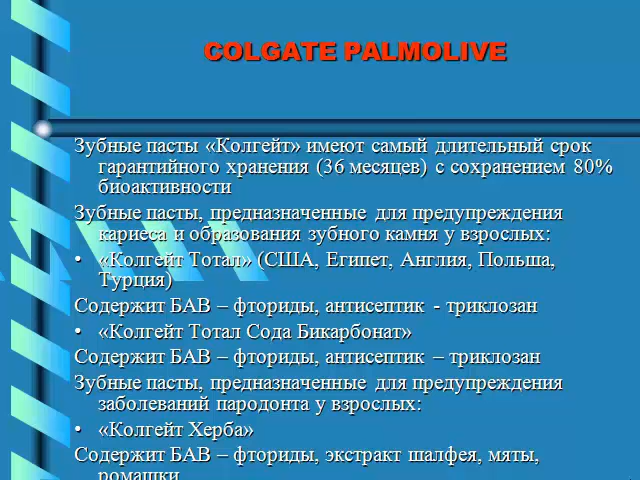 COLGATE PALMOLIVE
Зубные пасты «Колгейт» имеют самый длительный срок
гарантийного хранения (36 месяцев) с сохранением 80%
биоактивности
Зубные пасты, предназначенные для предупреждения
кариеса и образования зубного камня у взрослых:
• «Колгейт Тотал» (США, Египет, Англия, Польша,
Турция)
Содержит БАВ – фториды, антисептик - триклозан
• «Колгейт Тотал Сода Бикарбонат»
Содержит БАВ – фториды, антисептик – триклозан
Зубные пасты, предназначенные для предупреждения
заболеваний пародонта у взрослых:
• «Колгейт Херба»
Содержит БАВ – фториды, экстракт шалфея, мяты,
ромашки